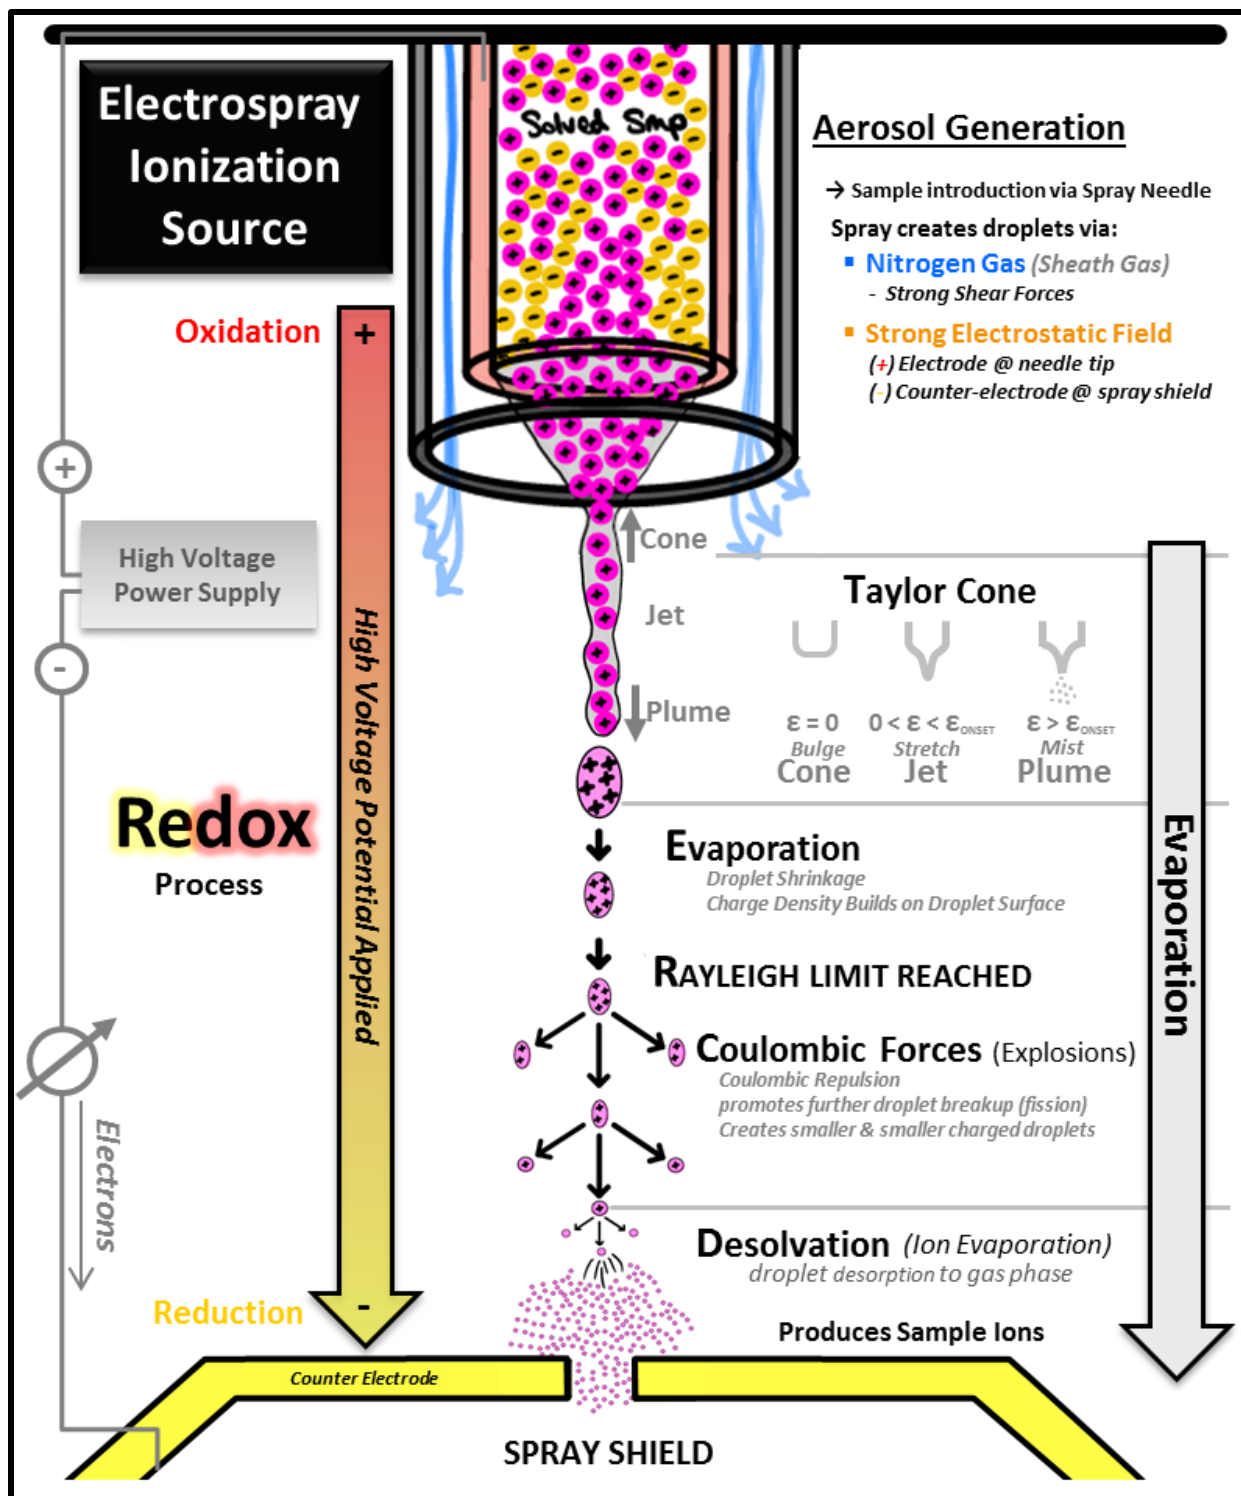 Electrospray
Ionization
Source
Solved Smp
Aerosol Generation
→ Sample introduction via Spray Needle
Spray creates droplets via:
▪ Nitrogen Gas (Sheath Gas)
- Strong Shear Forces
▪ Strong Electrostatic Field
(+) Electrode @ needle tip
(-) Counter-electrode @ spray shield
Oxidation
+
+
High Voltage
Power Supply
-
High Voltage Potential Applied
Cone
Jet
Plume
Taylor Cone
ε = 0
0 < ε < εONSET
ε > εONSET
Bulge
Stretch
Mist
Cone
Jet
Plume
Redox
Process
Evaporation
Evaporation
Droplet Shrinkage
Charge Density Builds on Droplet Surface
RAYLEIGH LIMIT REACHED
Coulombic Forces (Explosions)
Coulombic Repulsion
promotes further droplet breakup (fission)
Creates smaller & smaller charged droplets
Electrons
Desolvation (Ion Evaporation)
droplet desorption to gas phase
Reduction
-
Produces Sample Ions
Counter Electrode
SPRAY SHIELD